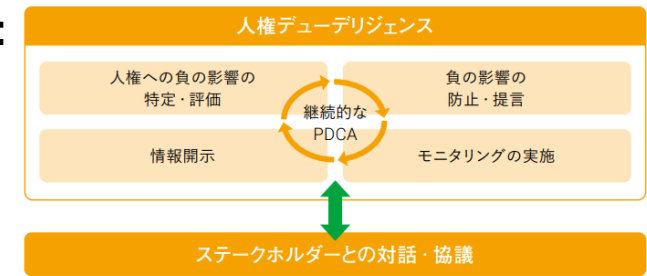 人権デューデリジェンス
人権への負の影響の
特定・評価
負の影響の
防止・提言
継続的な
PDCA
情報開示
モニタリングの実施
ステークホルダーとの対話・協議